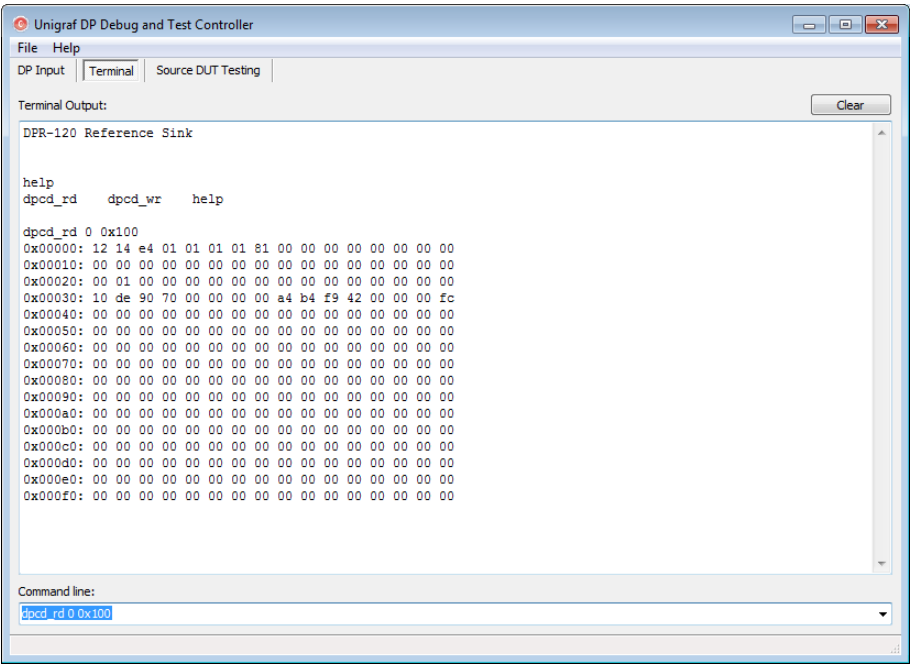 Unigraf DP Debug and Test Controller
File Help
DP Input Terminal Source DUT Testing
Terminal Output: Clear
DPR-120 Reference Sink
help
dpcd_rd dpcd_wr help
dpcd_rd 0 0x100
0x00000: 12 14 e4 01 01 01 01 81 00 00 00 00 00 00 00 00
0x00010: 00 00 00 00 00 00 00 00 00 00 00 00 00 00 00 00
0x00020: 00 01 00 00 00 00 00 00 00 00 00 00 00 00 00 00
0x00030: 10 de 90 70 00 00 00 00 a4 b4 f9 42 00 00 00 fc
0x00040: 00 00 00 00 00 00 00 00 00 00 00 00 00 00 00 00
0x00050: 00 00 00 00 00 00 00 00 00 00 00 00 00 00 00 00
0x00060: 00 00 00 00 00 00 00 00 00 00 00 00 00 00 00 00
0x00070: 00 00 00 00 00 00 00 00 00 00 00 00 00 00 00 00
0x00080: 00 00 00 00 00 00 00 00 00 00 00 00 00 00 00 00
0x00090: 00 00 00 00 00 00 00 00 00 00 00 00 00 00 00 00
0x000a0: 00 00 00 00 00 00 00 00 00 00 00 00 00 00 00 00
0x000b0: 00 00 00 00 00 00 00 00 00 00 00 00 00 00 00 00
0x000c0: 00 00 00 00 00 00 00 00 00 00 00 00 00 00 00 00
0x000d0: 00 00 00 00 00 00 00 00 00 00 00 00 00 00 00 00
0x000e0: 00 00 00 00 00 00 00 00 00 00 00 00 00 00 00 00
0x000f0: 00 00 00 00 00 00 00 00 00 00 00 00 00 00 00 00
Command line:
dpcd_rd 0 0x100